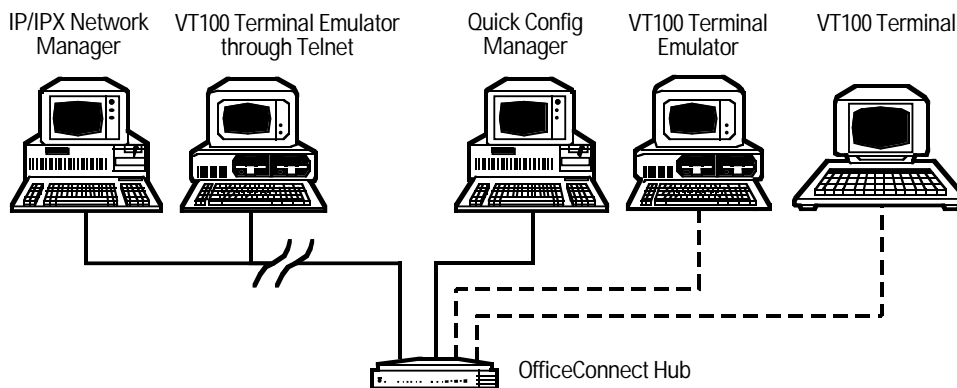 IP/IPX Network
Manager
VT100 Terminal Emulator
through Telnet
Quick Config
Manager
VT100 Terminal
Emulator
VT100 Terminal
OfficeConnect Hub